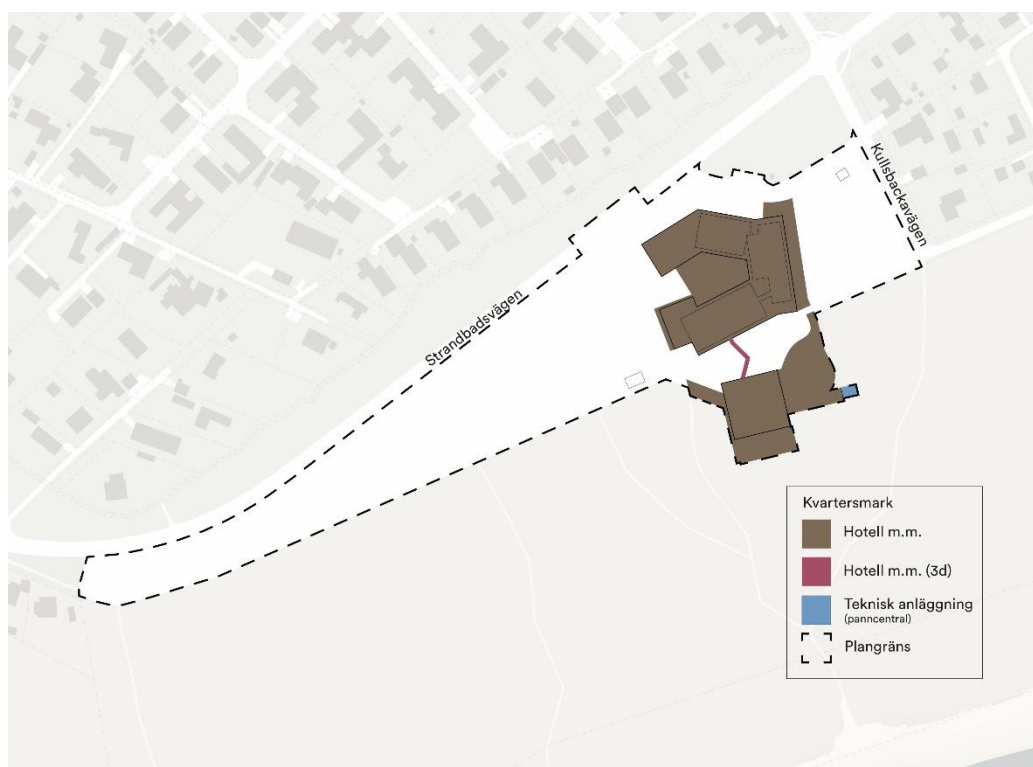 Kullsbackavägen
Strandbadsvägen
Kvartersmark
Hotell m.m.
Hotell m.m. (3d)
Teknisk anläggning
(panncentral)
Plangräns